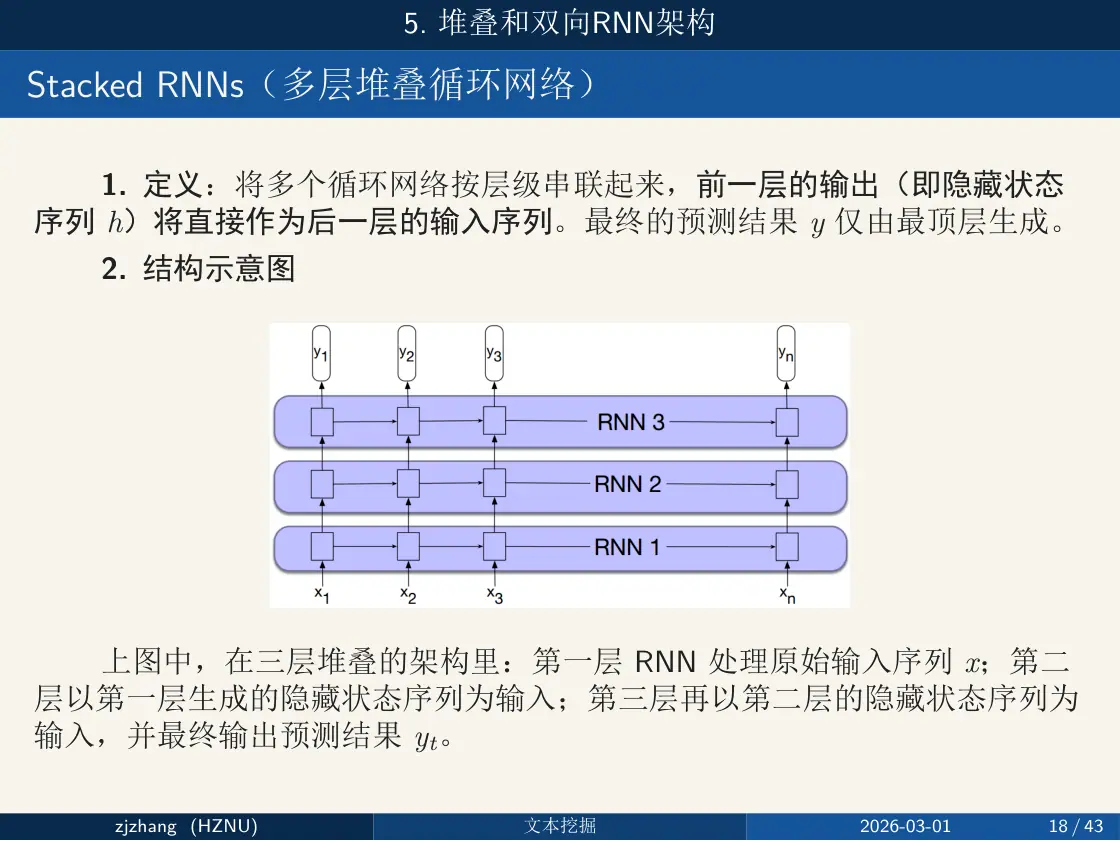 5. 堆叠和双向RNN架构
Stacked RNNs（多层堆叠循环网络）
1. 定义：将多个循环网络按层级串联起来，前一层的输出（即隐藏状态
序列 h）将直接作为后一层的输入序列。最终的预测结果 y 仅由最顶层生成。
2. 结构示意图
y1 y2 y3 yn
RNN 3
RNN 2
RNN 1
x1 x2 x3 xn
上图中，在三层堆叠的架构里：第一层 RNN 处理原始输入序列 x；第二
层以第一层生成的隐藏状态序列为输入；第三层再以第二层的隐藏状态序列为
输入，并最终输出预测结果 yt。
zjzhang (HZNU) 文本挖掘 2026-03-01 18 / 43